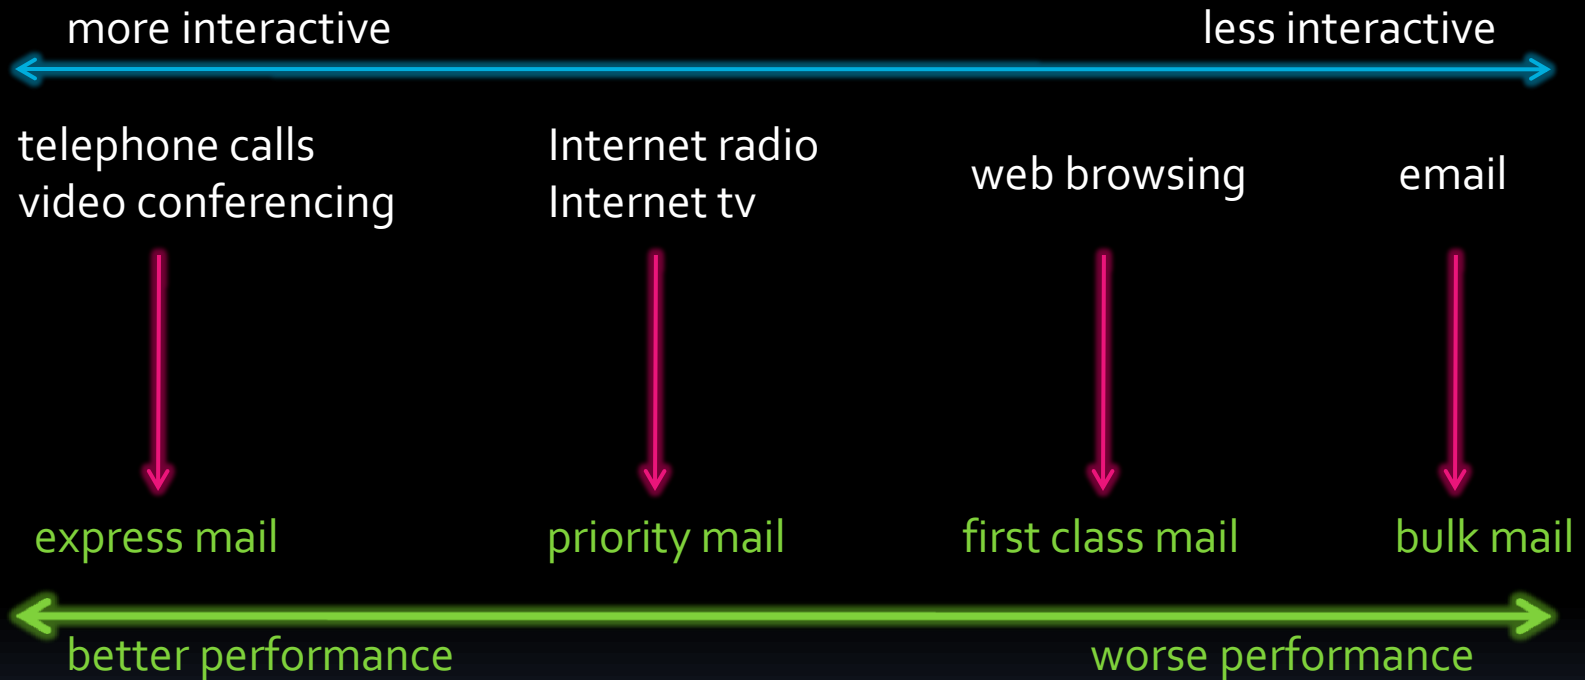 more interactive
less interactive
telephone calls
video conferencing
Internet radio
Internet tv
web browsing
email
express mail
priority mail
first class mail
bulk mail
better performance
worse performance